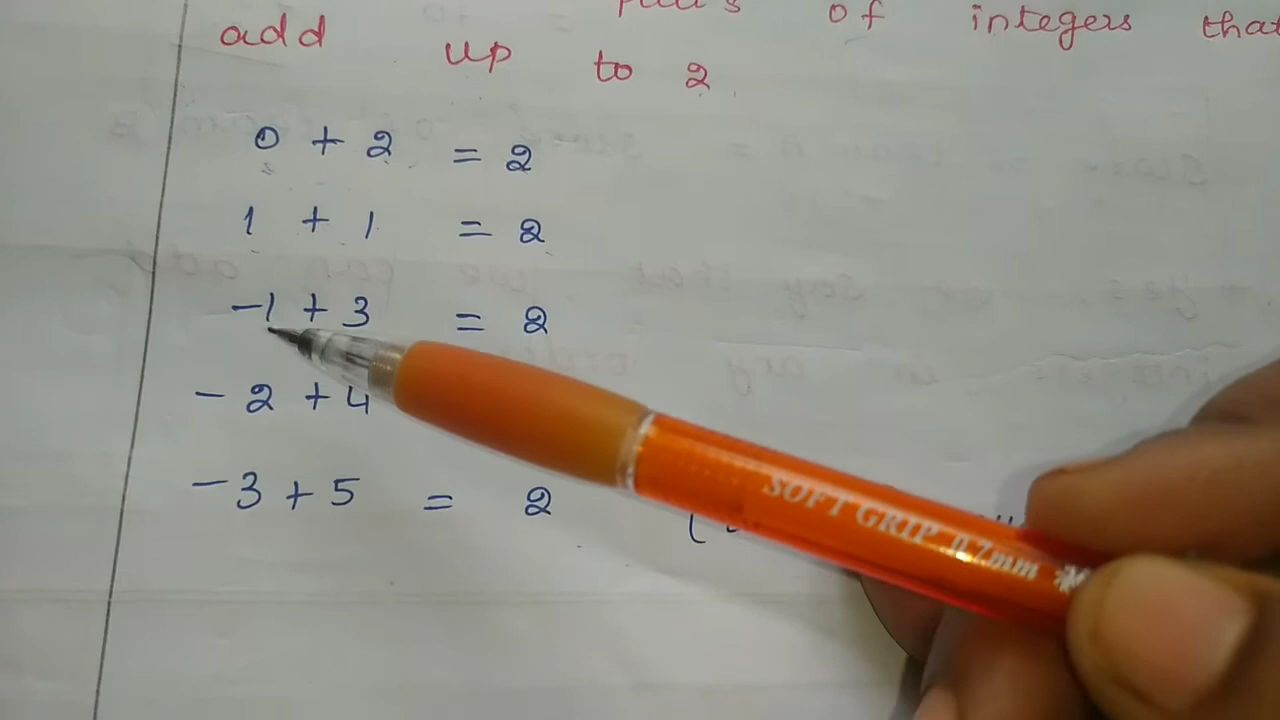 of integers that
add up to 2
0 + 2 = 2
1 + 1 = 2
-1 + 3 = 2
- 2 + 4
-3 + 5 = 2
SOFT GRIP 0.7mm